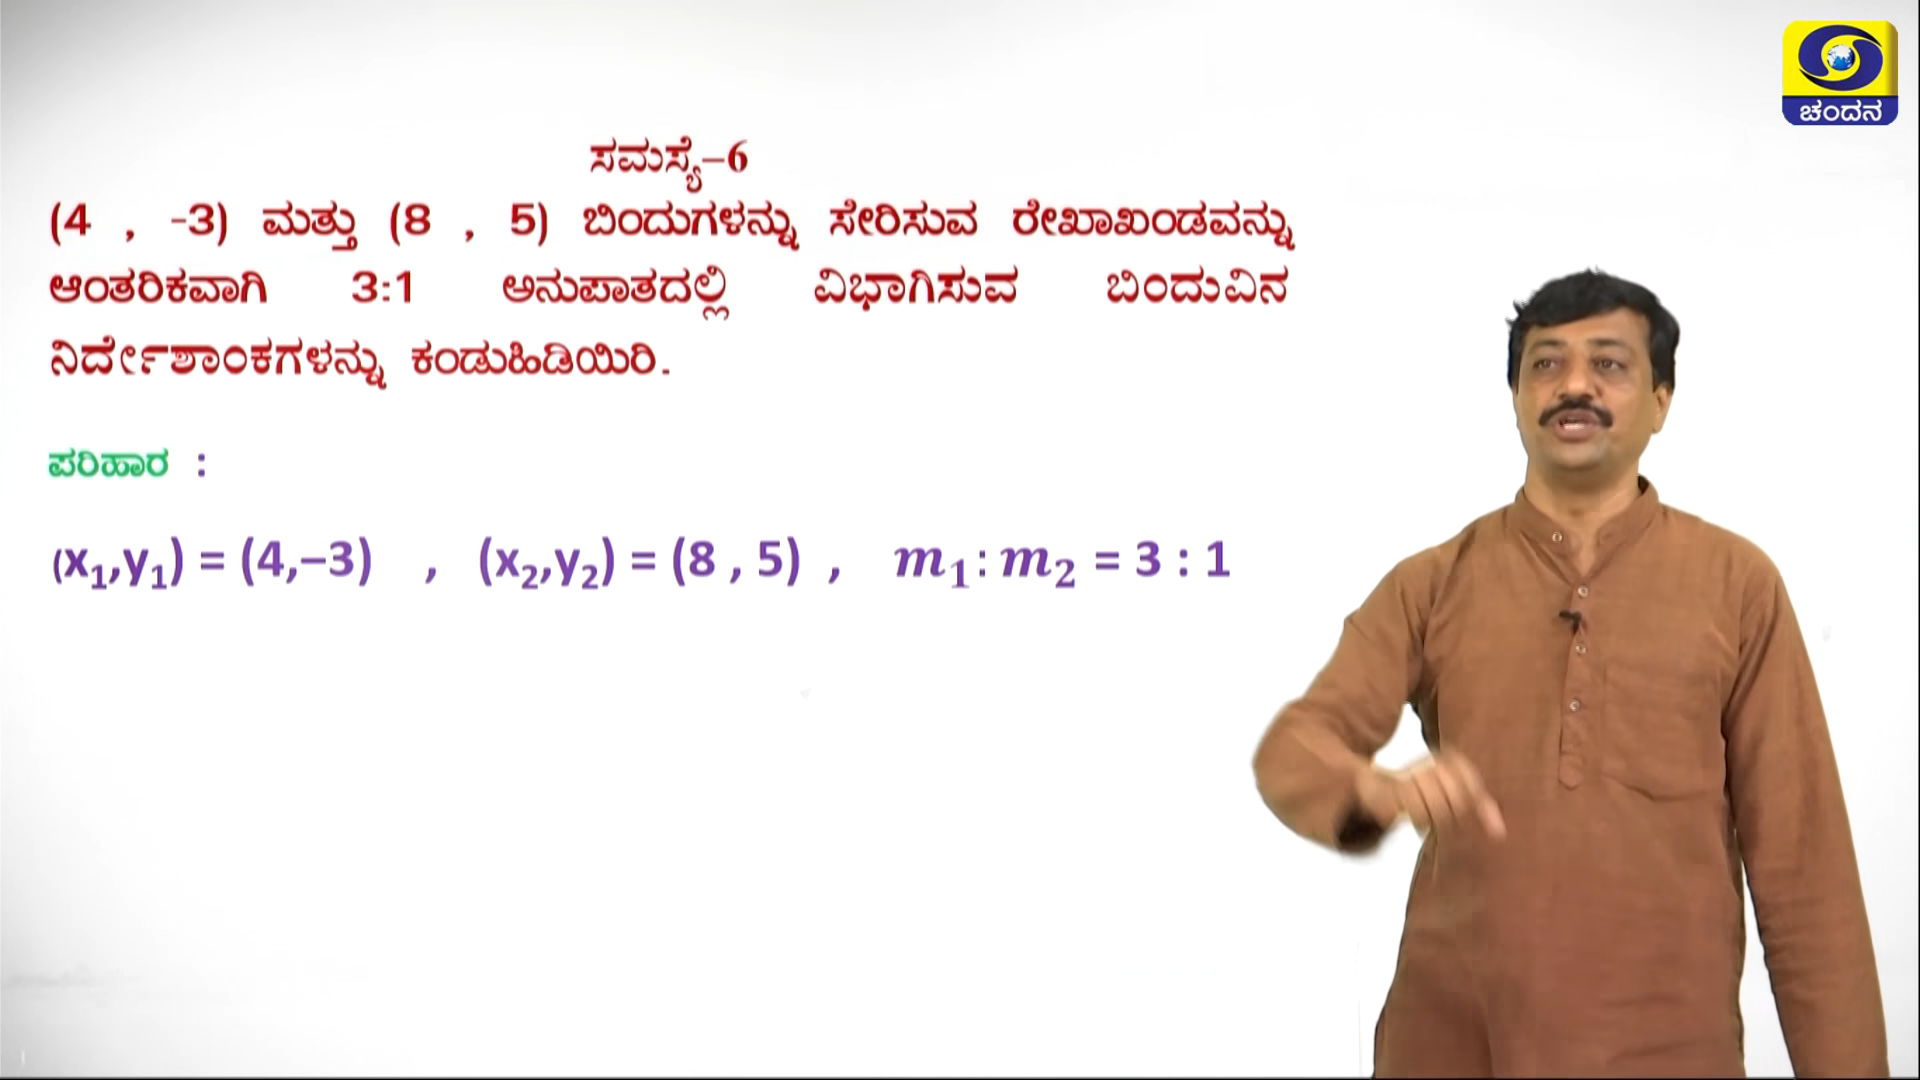 ಚಂದನ
ಸಮಸ್ಯೆ–6
(4 , -3) ಮತ್ತು (8 , 5) ಬಿಂದುಗಳನ್ನು ಸೇರಿಸುವ ರೇಖಾಖಂಡವನ್ನು
ಆಂತರಿಕವಾಗಿ 3:1 ಅನುಪಾತದಲ್ಲಿ ವಿಭಾಗಿಸುವ ಬಿಂದುವಿನ
ನಿರ್ದೇಶಾಂಕಗಳನ್ನು ಕಂಡುಹಿಡಿಯಿರಿ.
ಪರಿಹಾರ :
(x₁,y₁) = (4,–3) , (x₂,y₂) = (8 , 5) , m₁: m₂ = 3 : 1